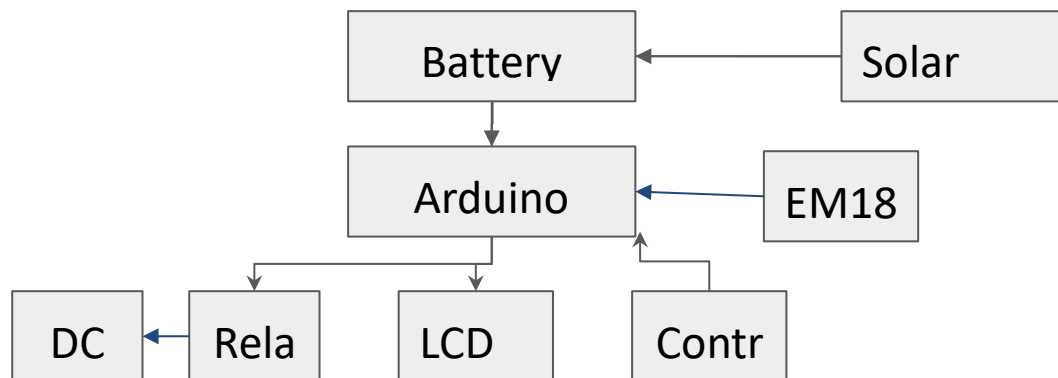 Battery
Solar
Arduino
EM18
DC
Rela
LCD
Contr